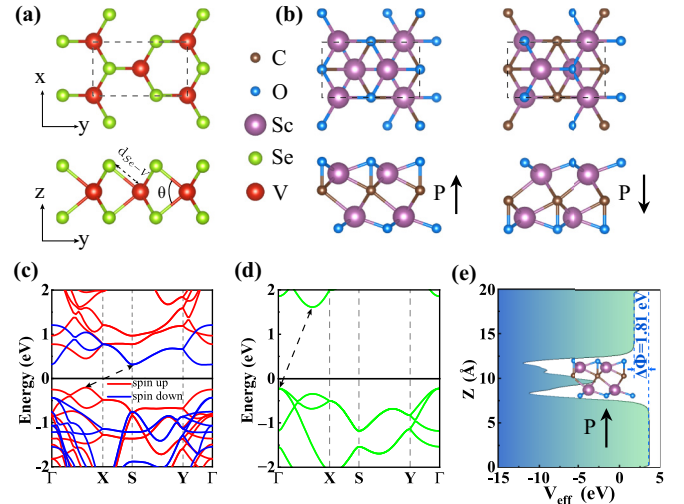 (a)
x
y
d_Se-V
θ
z
y
C
O
Sc
Se
V
(b)
P
P
(c)
Energy (eV)
2
1
0
−1
-2
spin up
spin down
Γ X S Y Γ
(d)
Energy (eV)
2
1
0
−1
-2
Γ X S Y Γ
(e)
Z (Å)
20
15
10
5
0
ΔΦ=1.81 eV
P
-15 -10 -5 0 5
V_eff (eV)